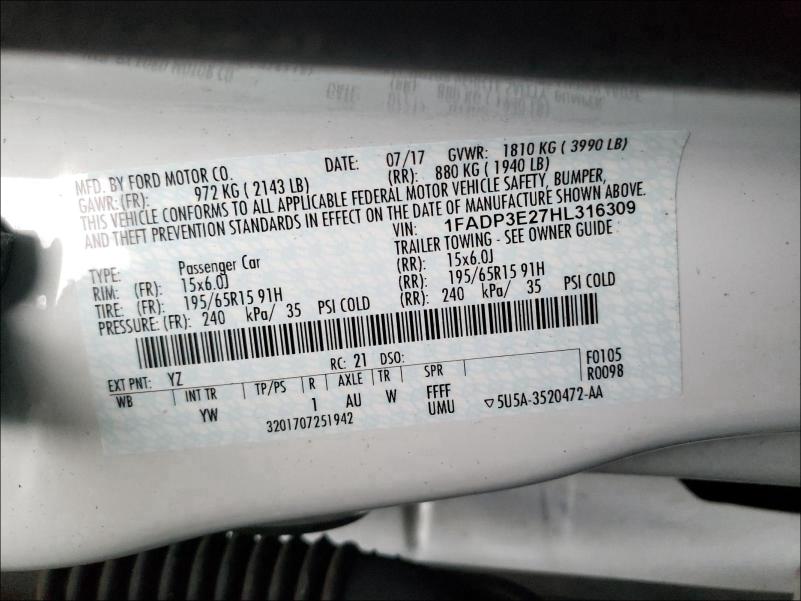 MFD. BY FORD MOTOR CO. DATE: 07/17 GVWR: 1810 KG ( 3990 LB)
GAWR: (FR): 972 KG ( 2143 LB) (RR): 880 KG ( 1940 LB)
THIS VEHICLE CONFORMS TO ALL APPLICABLE FEDERAL MOTOR VEHICLE SAFETY, BUMPER,
AND THEFT PREVENTION STANDARDS IN EFFECT ON THE DATE OF MANUFACTURE SHOWN ABOVE.
VIN: 1FADP3E27HL316309
TYPE: Passenger Car TRAILER TOWING - SEE OWNER GUIDE
RIM: (FR): 15x6.0J (RR): 15x6.0J
TIRE: (FR): 195/65R15 91H (RR): 195/65R15 91H
PRESSURE: (FR): 240 kPa/ 35 PSI COLD (RR): 240 kPa/ 35 PSI COLD
EXT PNT: YZ RC: 21 DSO: F0105
WB INT TR TP/PS R AXLE TR SPR R0098
YW 1 AU W FFFF
3201707251942 UMU ▽5U5A-3520472-AA